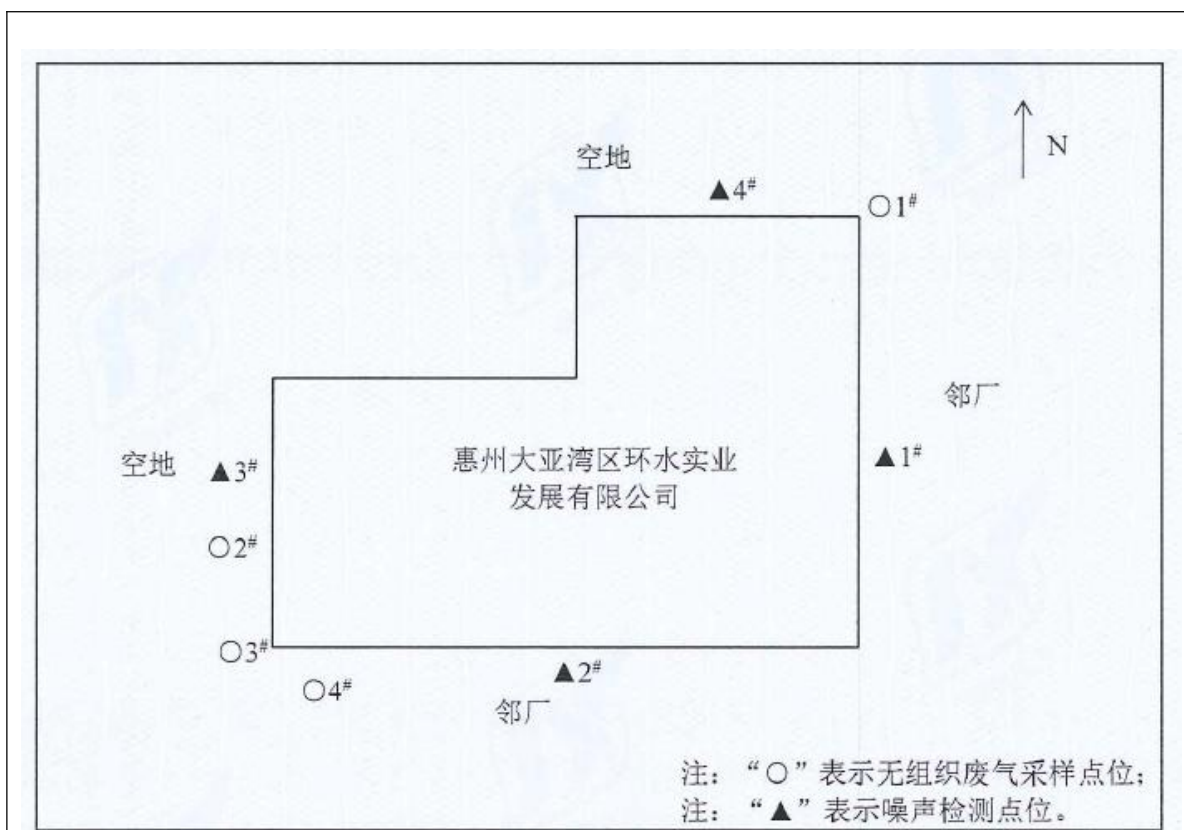 空地
N
▲4#
○1#
邻厂
空地
▲3#
惠州大亚湾区环水实业
发展有限公司
▲1#
○2#
○3#
○4#
▲2#
邻厂
注：“○”表示无组织废气采样点位；
注：“▲”表示噪声检测点位。